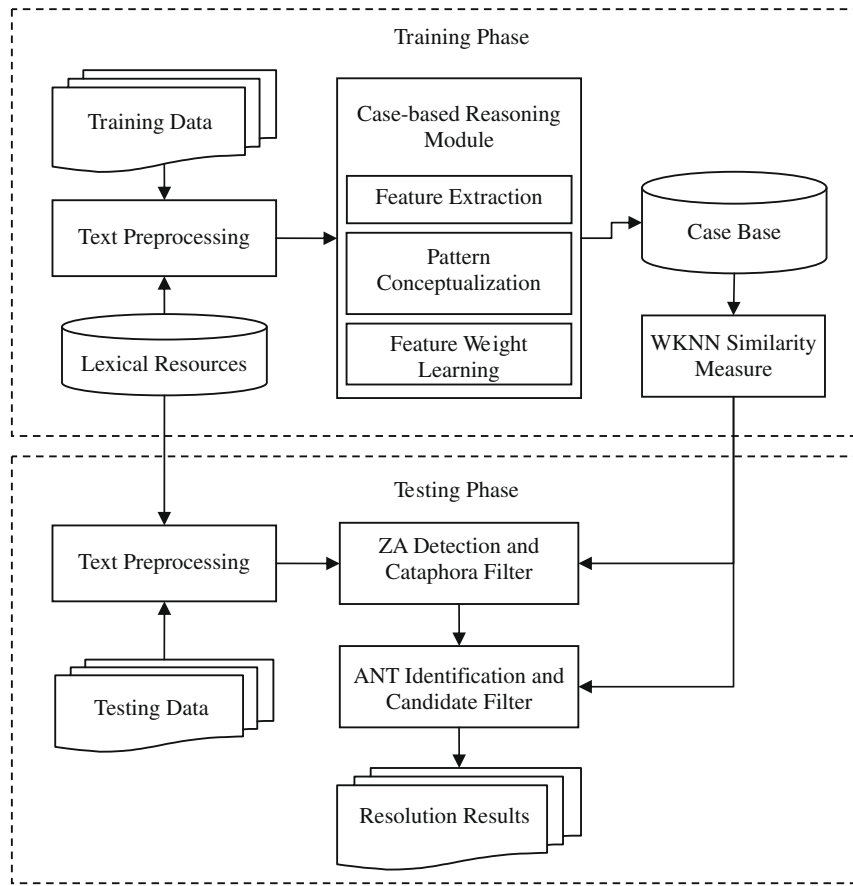 Training Phase
Training Data
Case-based Reasoning
Module
Feature Extraction
Text Preprocessing
Case Base
Pattern
Conceptualization
Lexical Resources
Feature Weight
Learning
WKNN Similarity
Measure
Testing Phase
Text Preprocessing
ZA Detection and
Cataphora Filter
Testing Data
ANT Identification and
Candidate Filter
Resolution Results